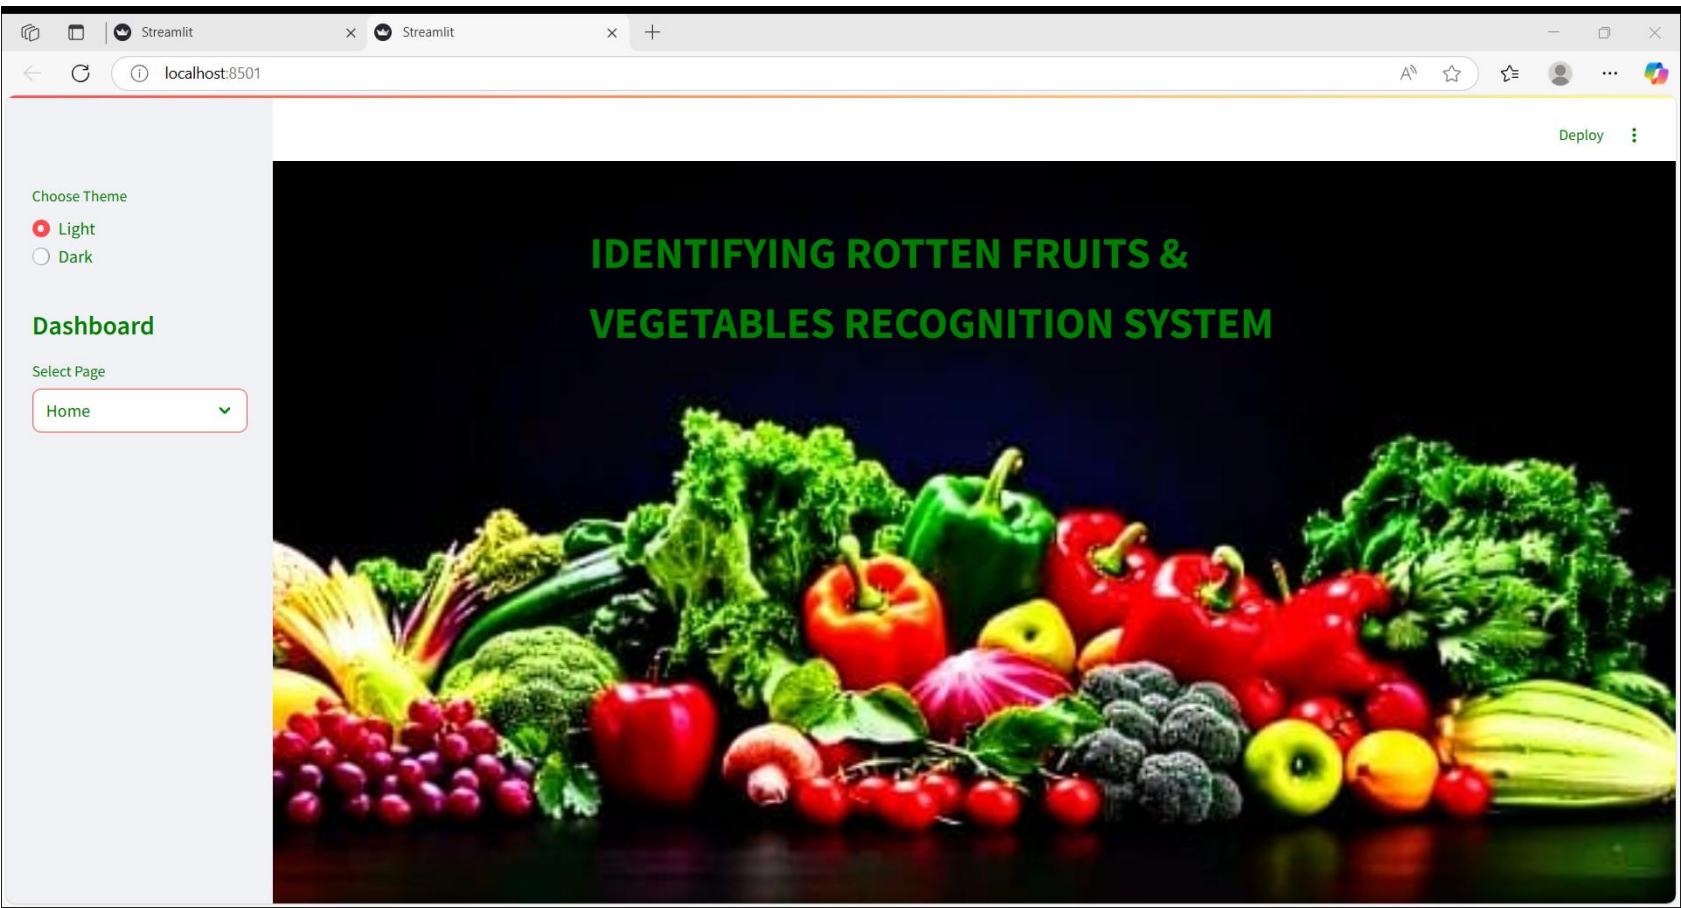 Streamlit
Streamlit
localhost:8501
Deploy
Choose Theme
Light
Dark
Dashboard
Select Page
Home
IDENTIFYING ROTTEN FRUITS &
VEGETABLES RECOGNITION SYSTEM